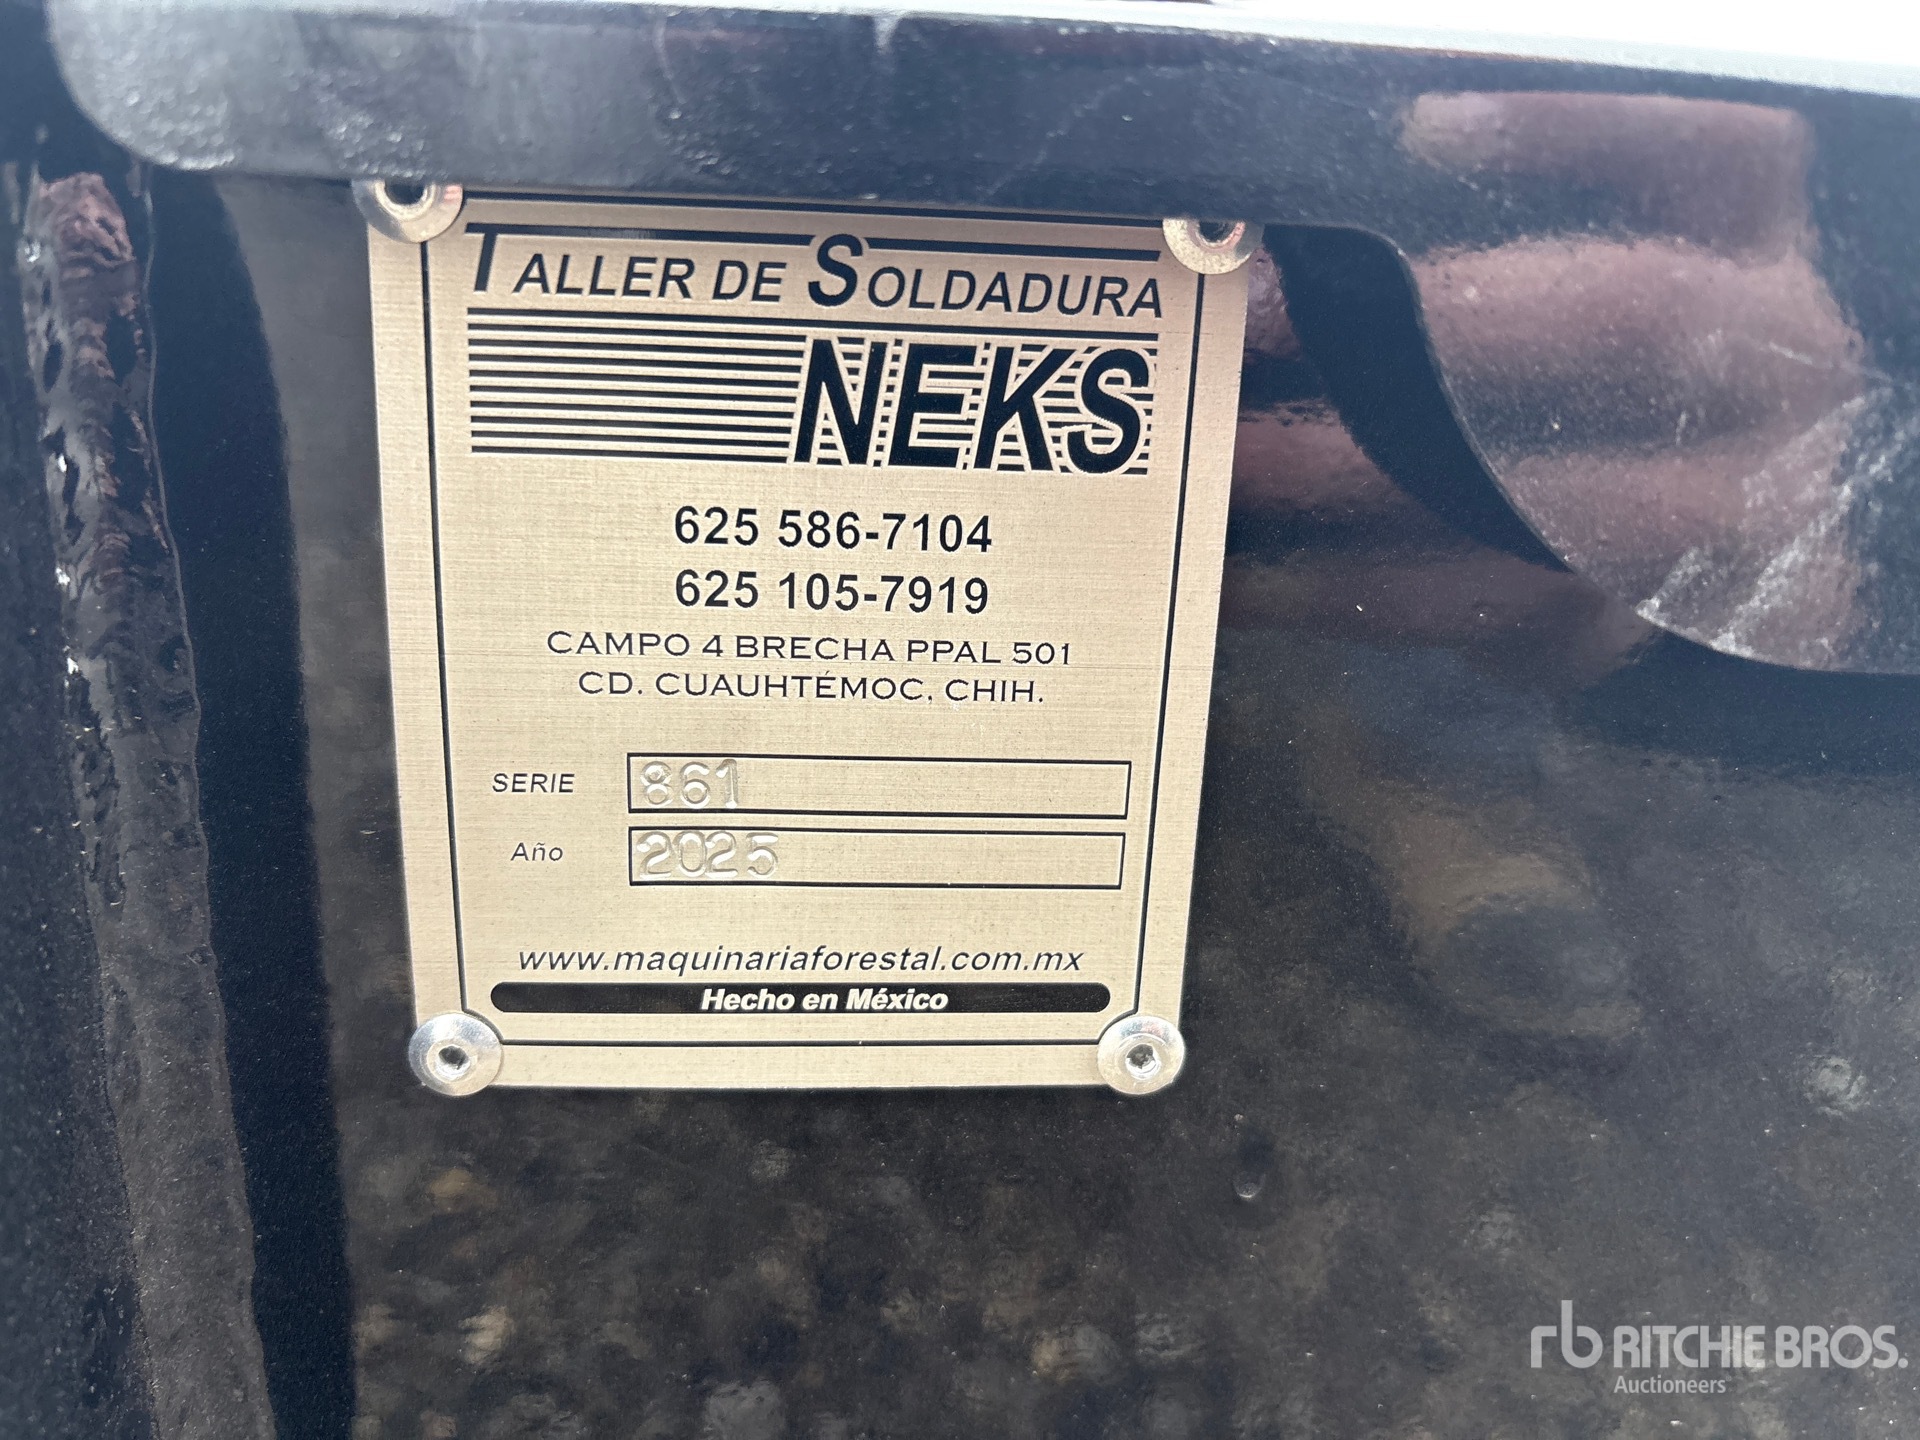 TALLER DE SOLDADURA
NEKS
625 586-7104
625 105-7919
CAMPO 4 BRECHA PPAL 501
CD. CUAUHTÉMOC, CHIH.
SERIE 861
Año 2025
www.maquinariaforestal.com.mx
Hecho en México
rb RITCHIE BROS.
Auctioneers